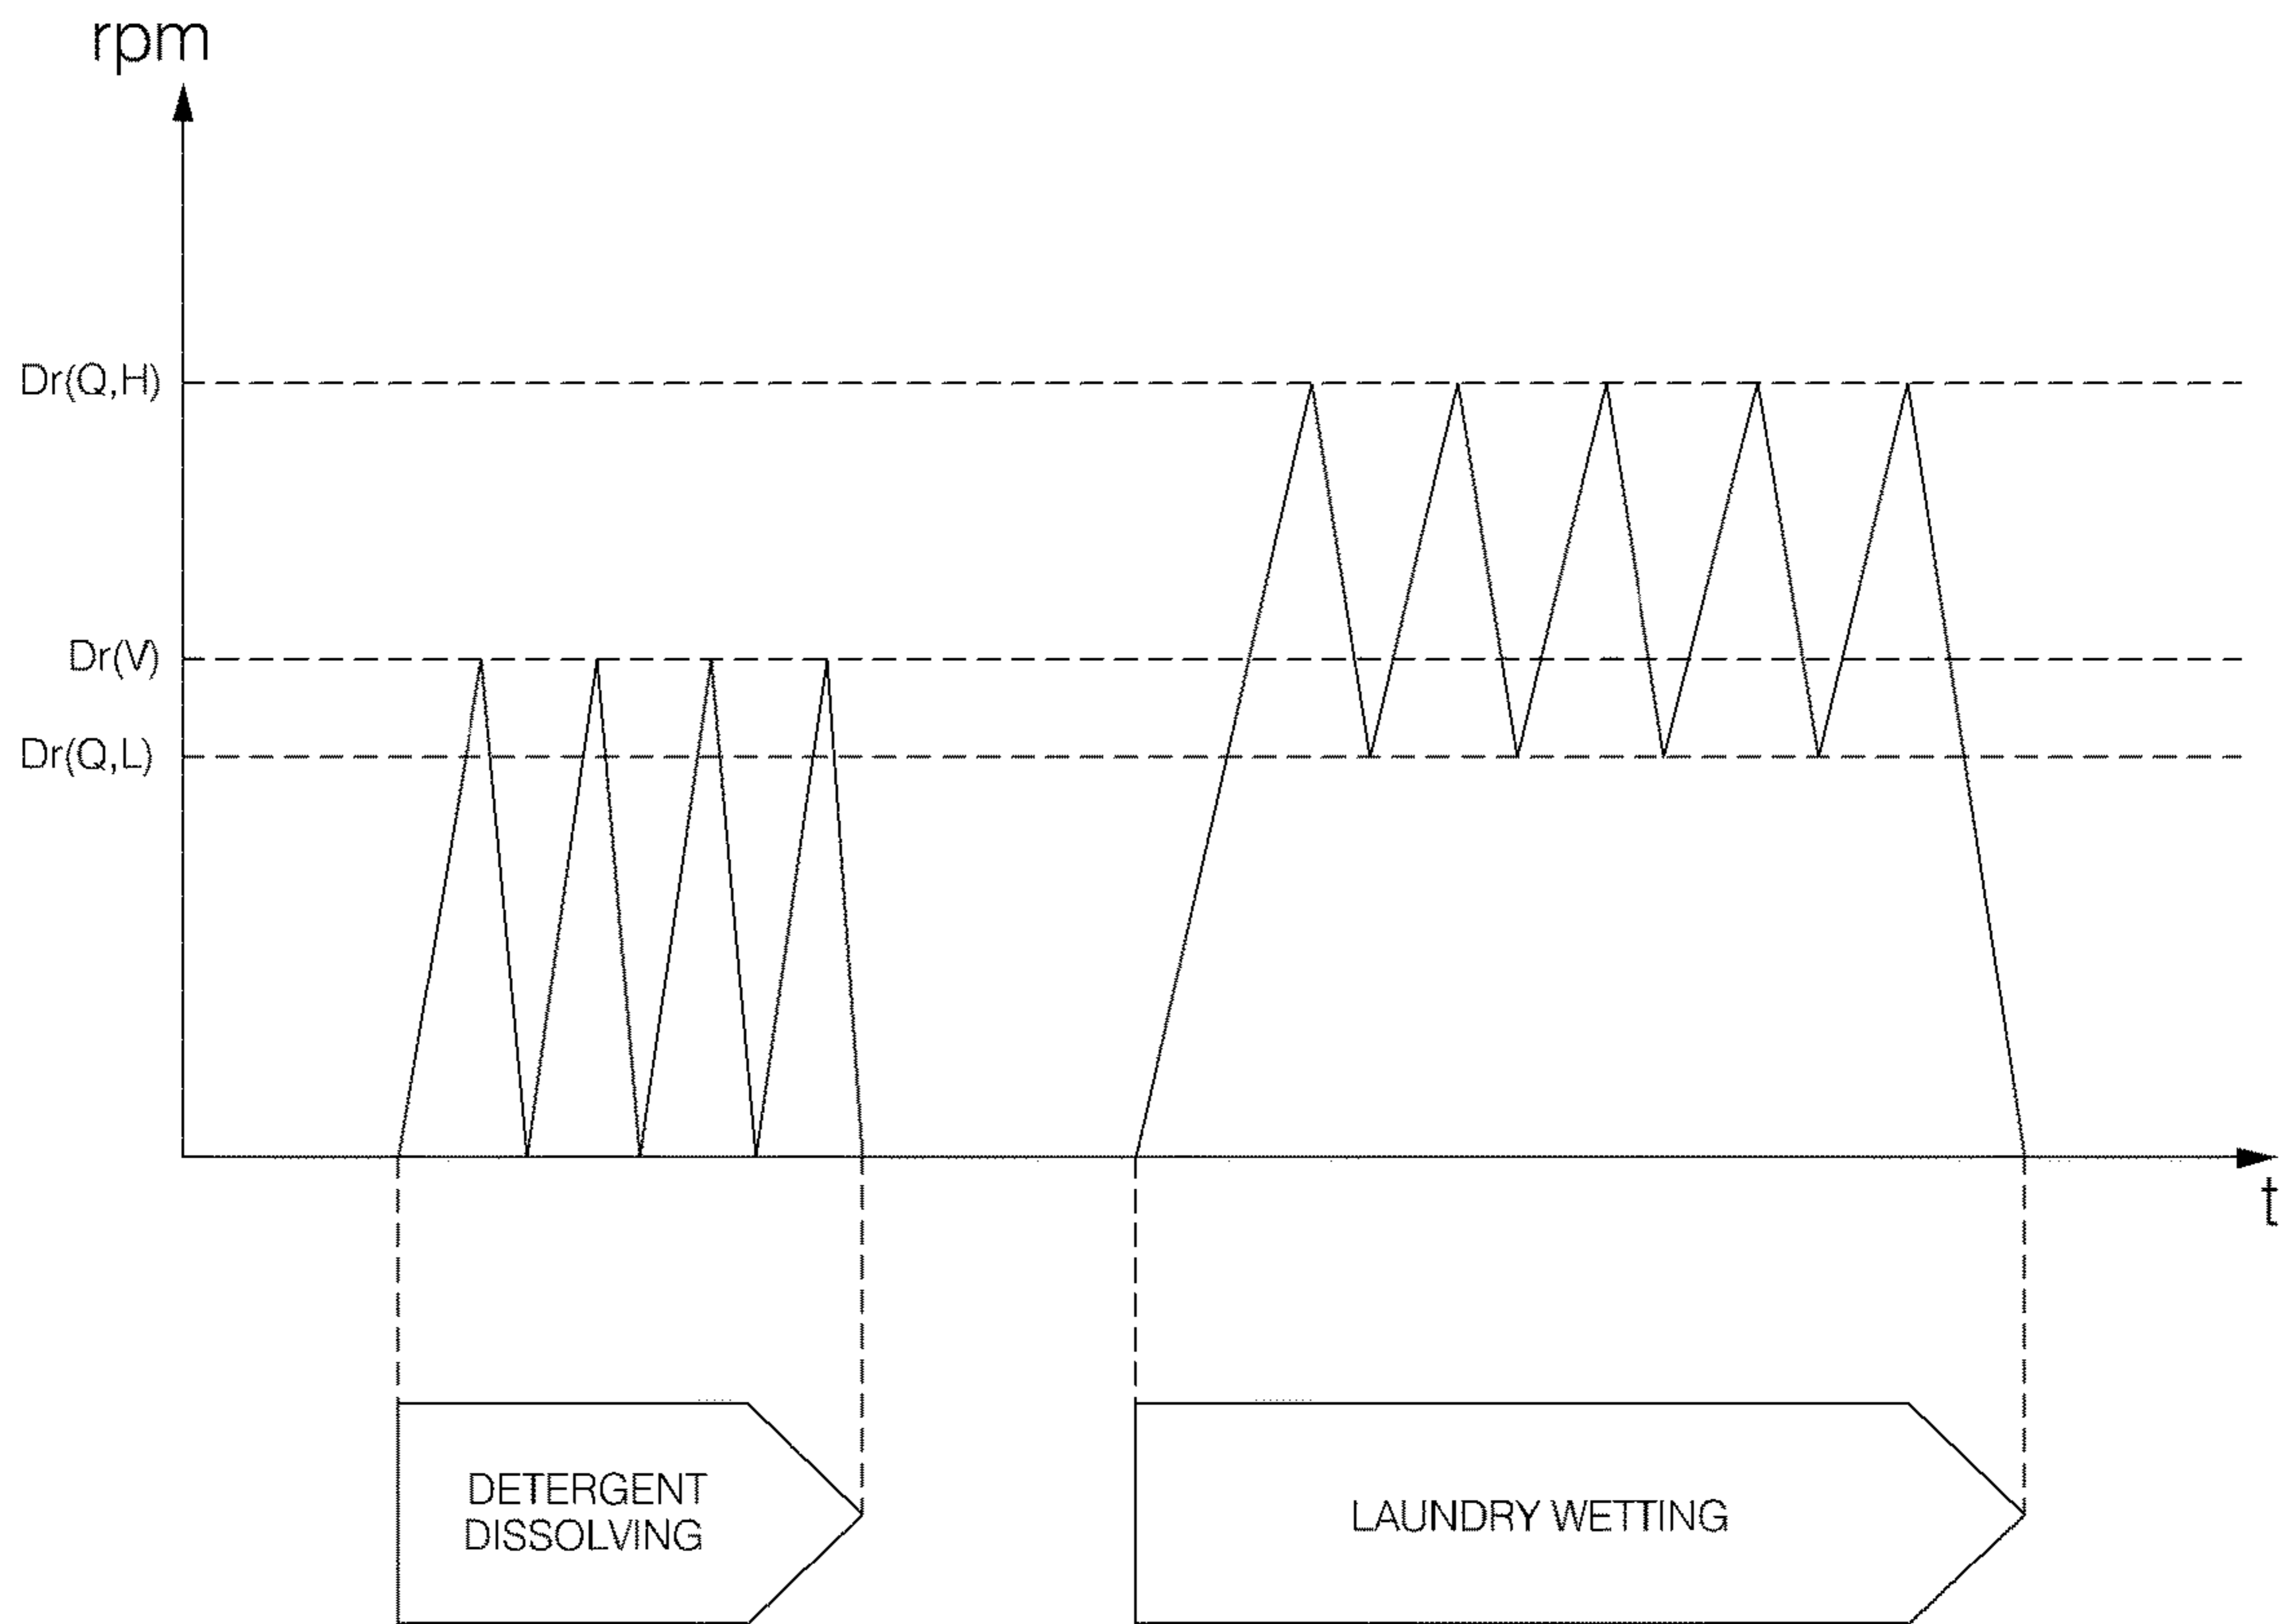 rpm
Dr(Q,H)
Dr(V)
Dr(Q,L)
t
DETERGENT
DISSOLVING
LAUNDRY WETTING